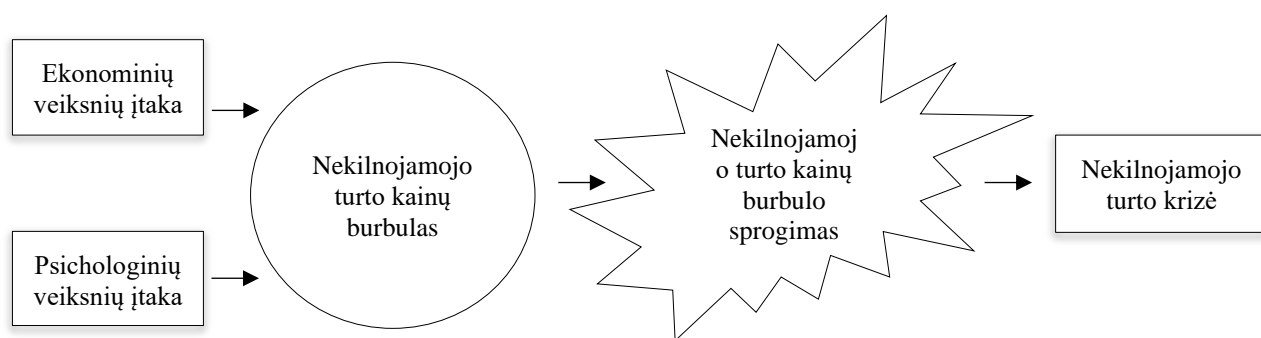 Ekonominių
veiksnių įtaka
Psichologinių
veiksnių įtaka
Nekilnojamojo
turto kainų
burbulas
Nekilnojamoj
o turto kainų
burbulo
sprogimas
Nekilnojamojo
turto krizė